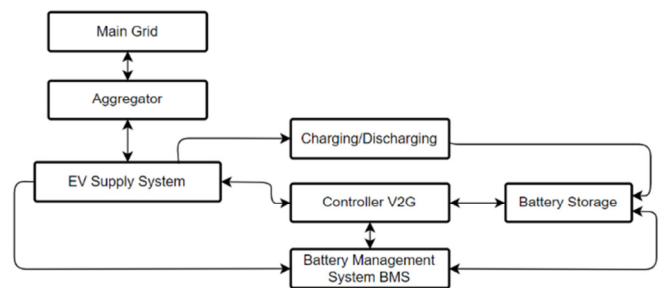 Main Grid
Aggregator
Charging/Discharging
EV Supply System
Controller V2G
Battery Storage
Battery Management
System BMS